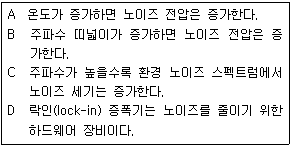 A 온도가 증가하면 노이즈 전압은 증가한다.
B 주파수 띠넓이가 증가하면 노이즈 전압은 증
가한다.
C 주파수가 높을수록 환경 노이즈 스펙트럼에서
노이즈 세기는 증가한다.
D 락인(lock-in) 증폭기는 노이즈를 줄이기 위한
하드웨어 장비이다.